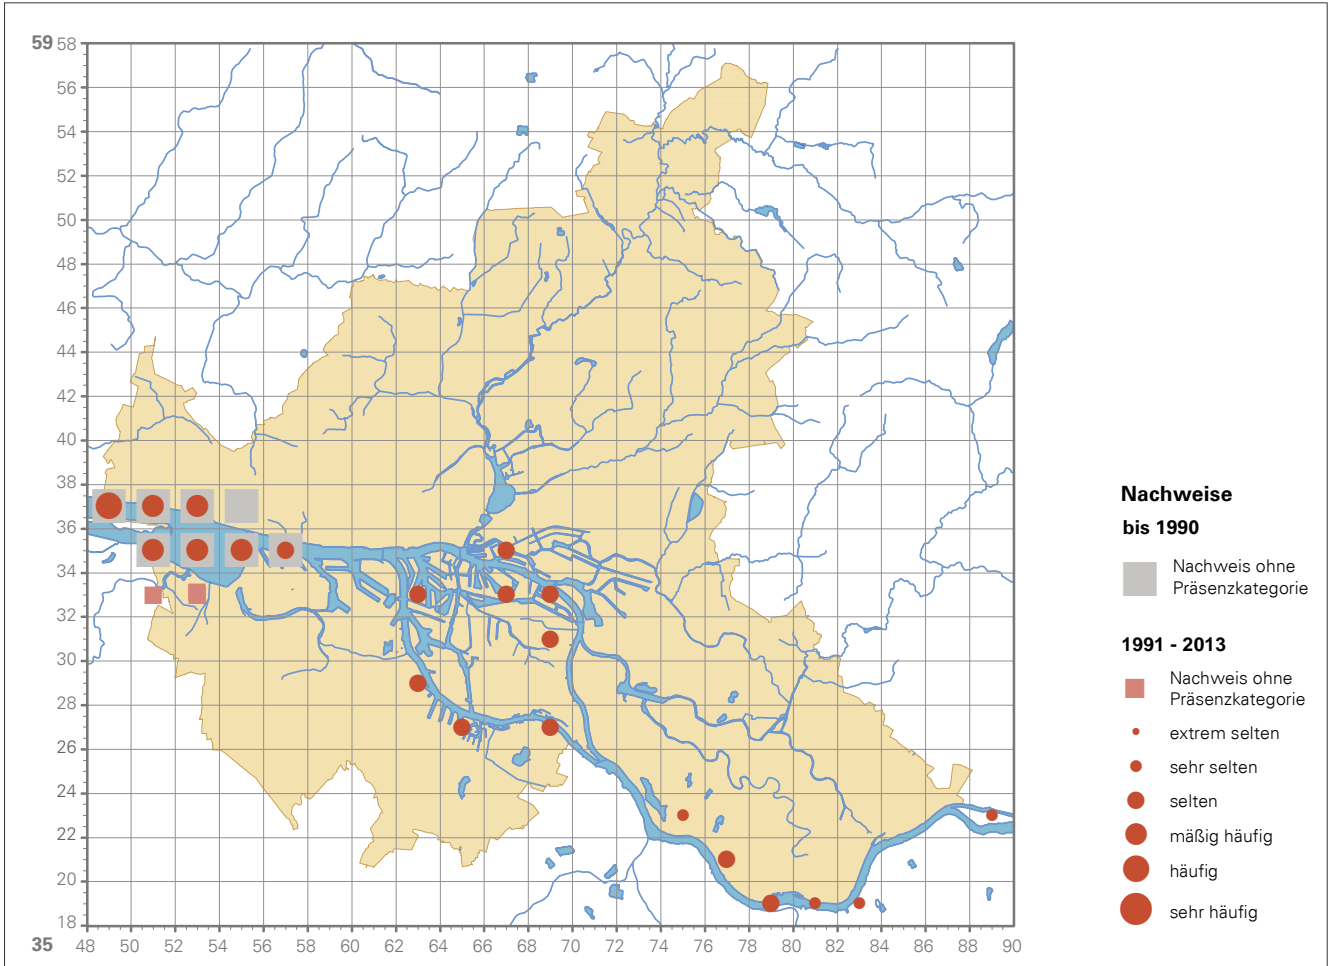 59 58
56
54
52
50
48
46
44
42
40
38
36
34
32
30
28
26
24
22
20
18
35
48 50 52 54 56 58 60 62 64 66 68 70 72 74 76 78 80 82 84 86 88 90
Nachweise
bis 1990
Nachweis ohne
Präsenzkategorie
1991 - 2013
Nachweis ohne
Präsenzkategorie
extrem selten
sehr selten
selten
mäßig häufig
häufig
sehr häufig